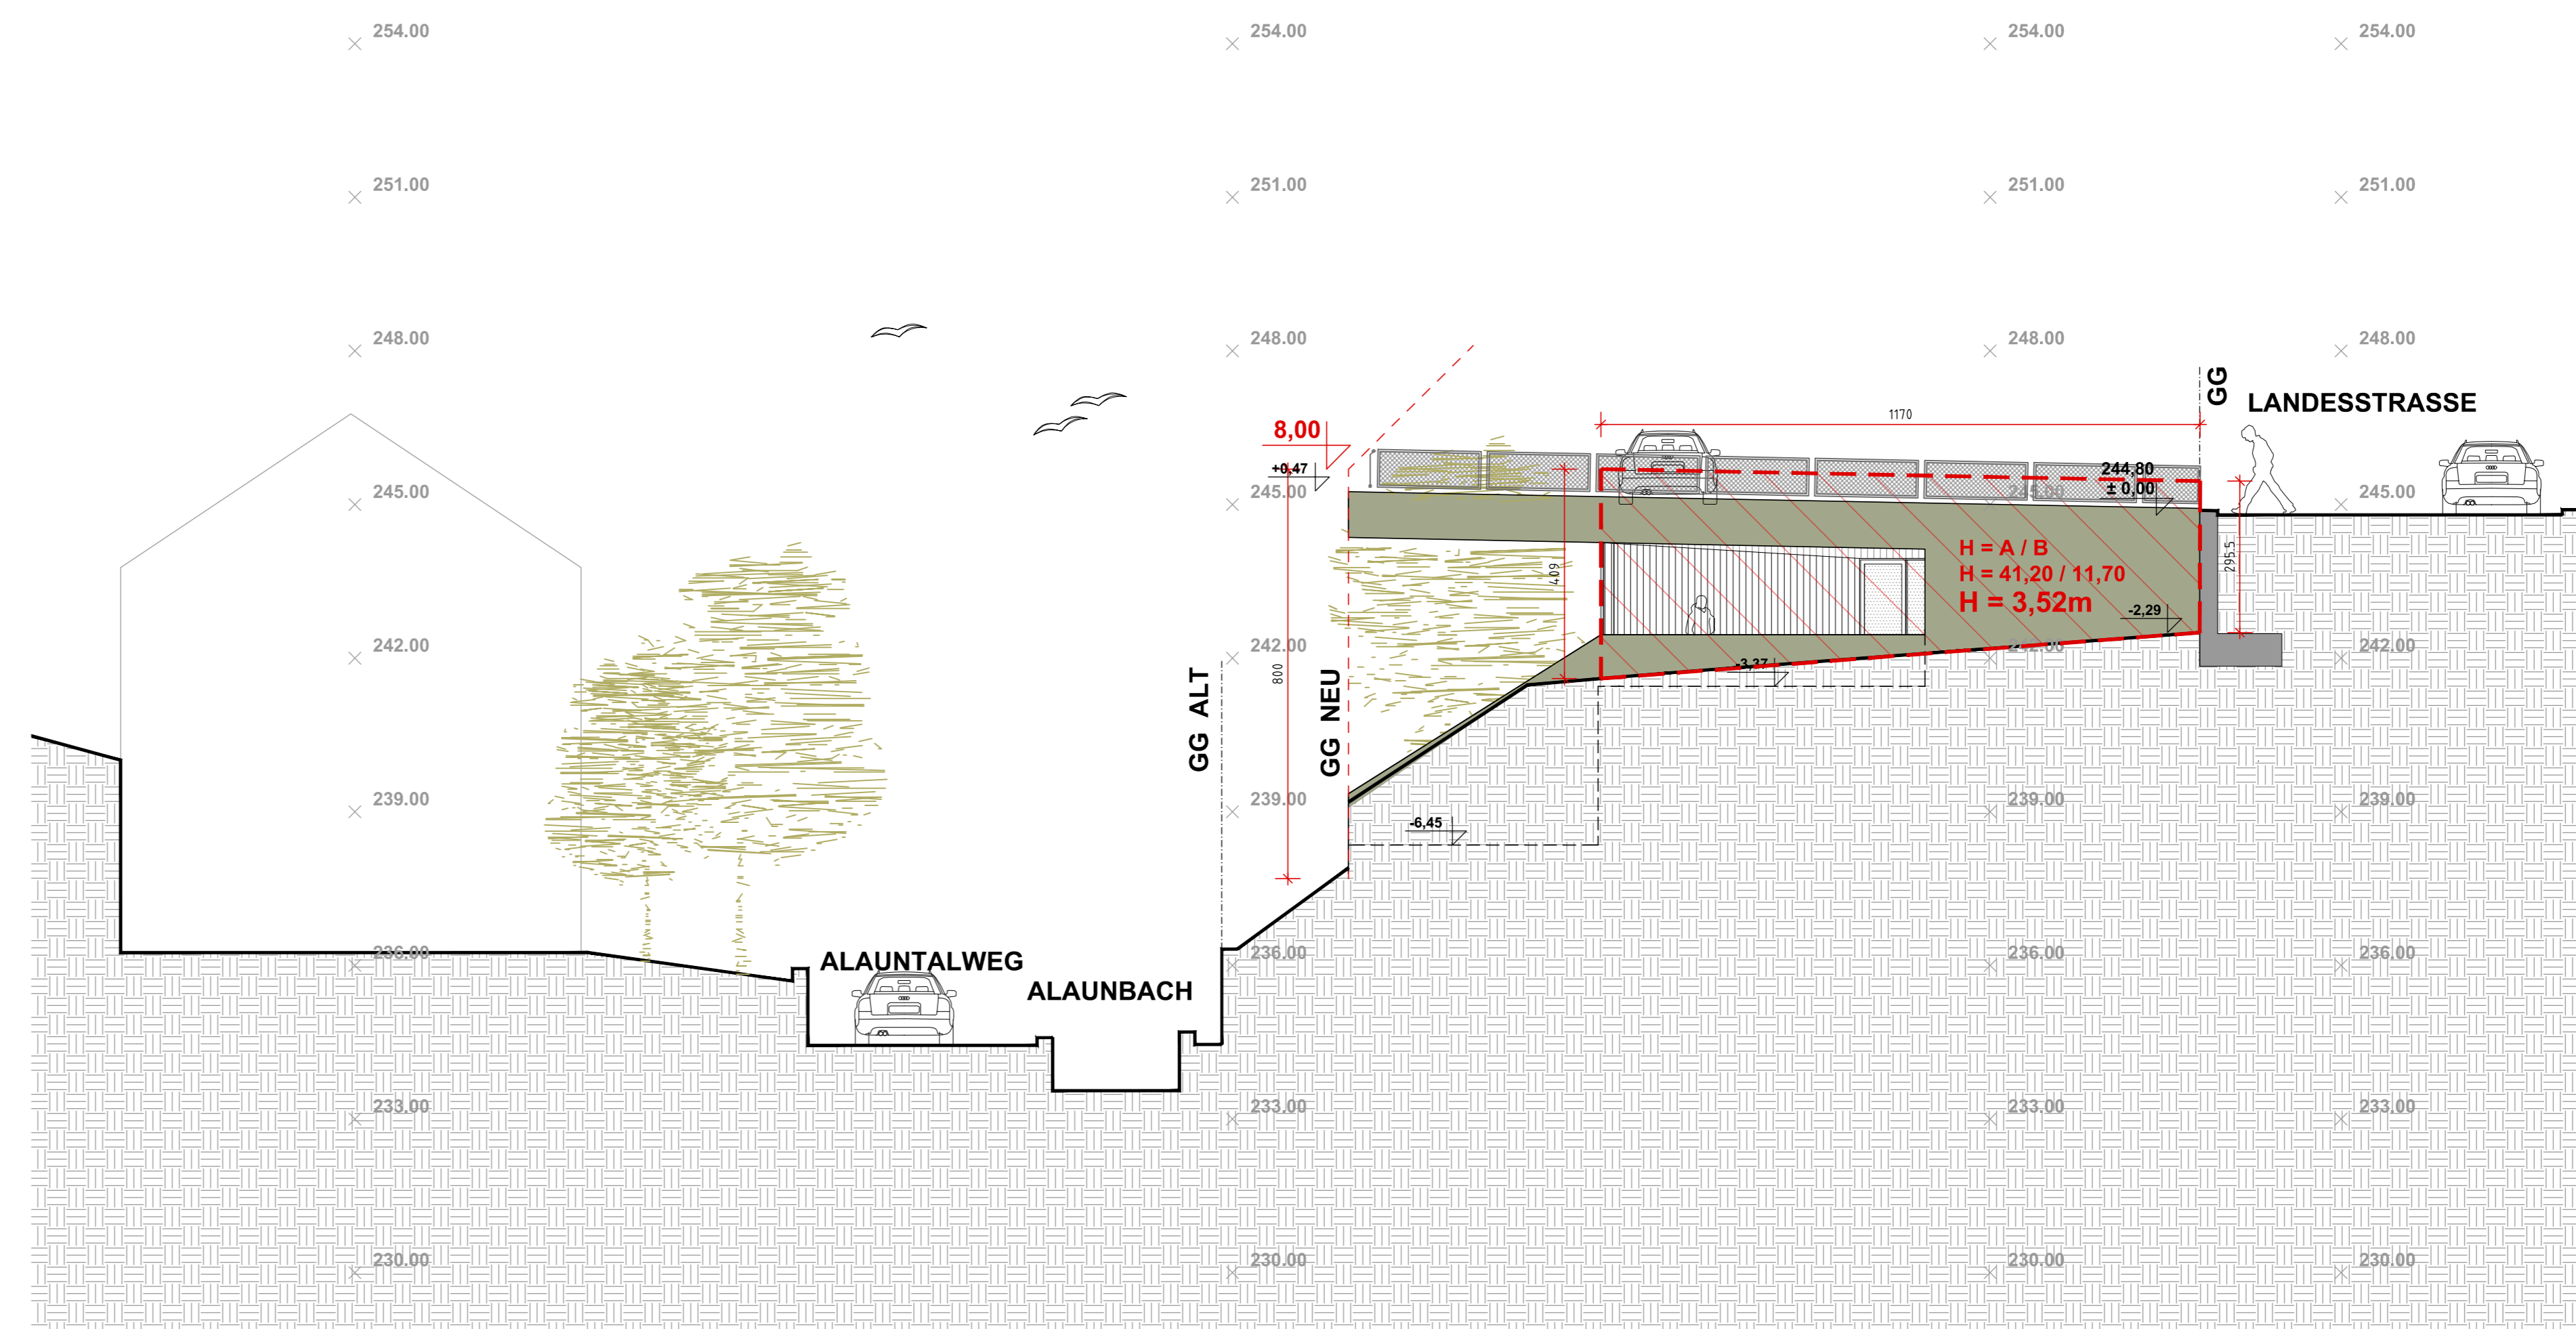 254.00 254.00 254.00 254.00
251.00 251.00 251.00 251.00
248.00 248.00 248.00 248.00
GG
LANDESSTRASSE
1170
8,00
+0,47
244,80
± 0,00
245.00 245.00 245.00 245.00
H = A / B
H = 41,20 / 11,70
H = 3,52m
409
295.5
-2,29
242.00 242.00 242.00 242.00
-3,37
800
GG ALT
GG NEU
239.00 239.00 239.00 239.00
-6,45
236.00 236.00 236.00 236.00
ALAUNTALWEG
ALAUNBACH
233.00 233.00 233.00 233.00
230.00 230.00 230.00 230.00